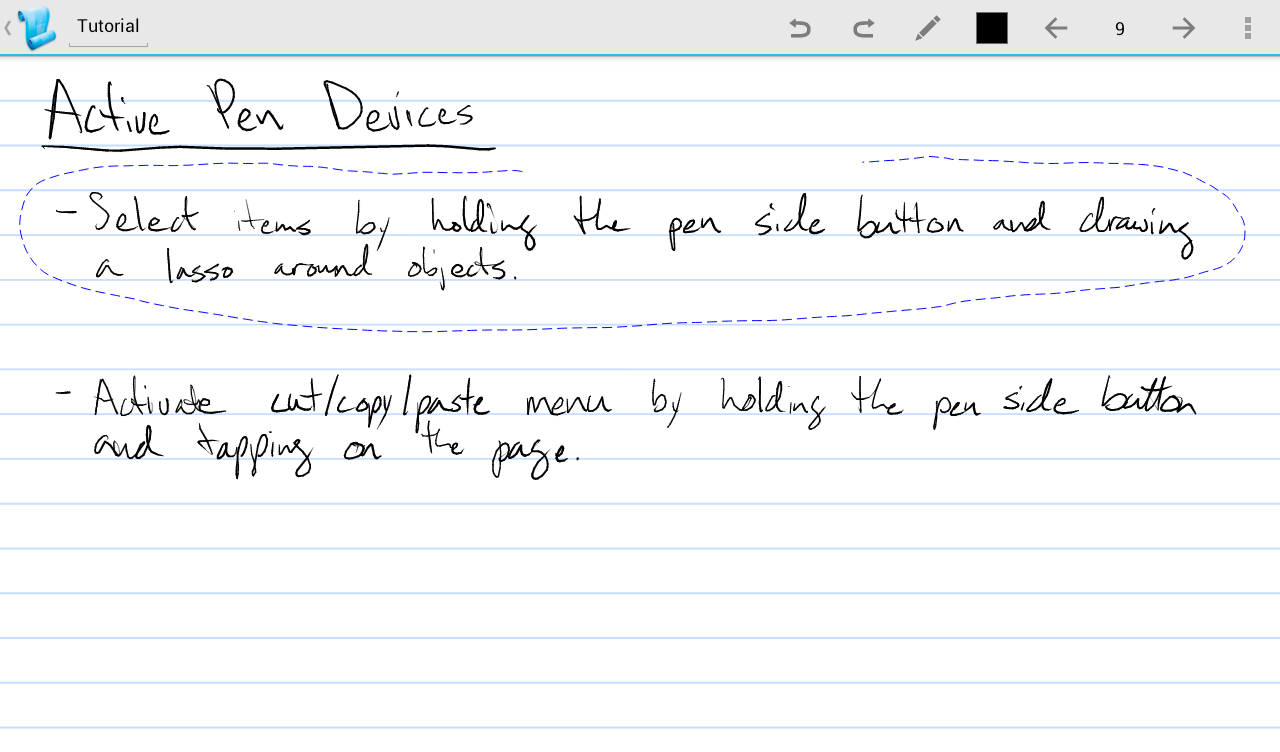 Tutorial
9
Active Pen Devices
- Select items by holding the pen side button and drawing
a lasso around objects.
- Activate cut/copy/paste menu by holding the pen side button
and tapping on the page.